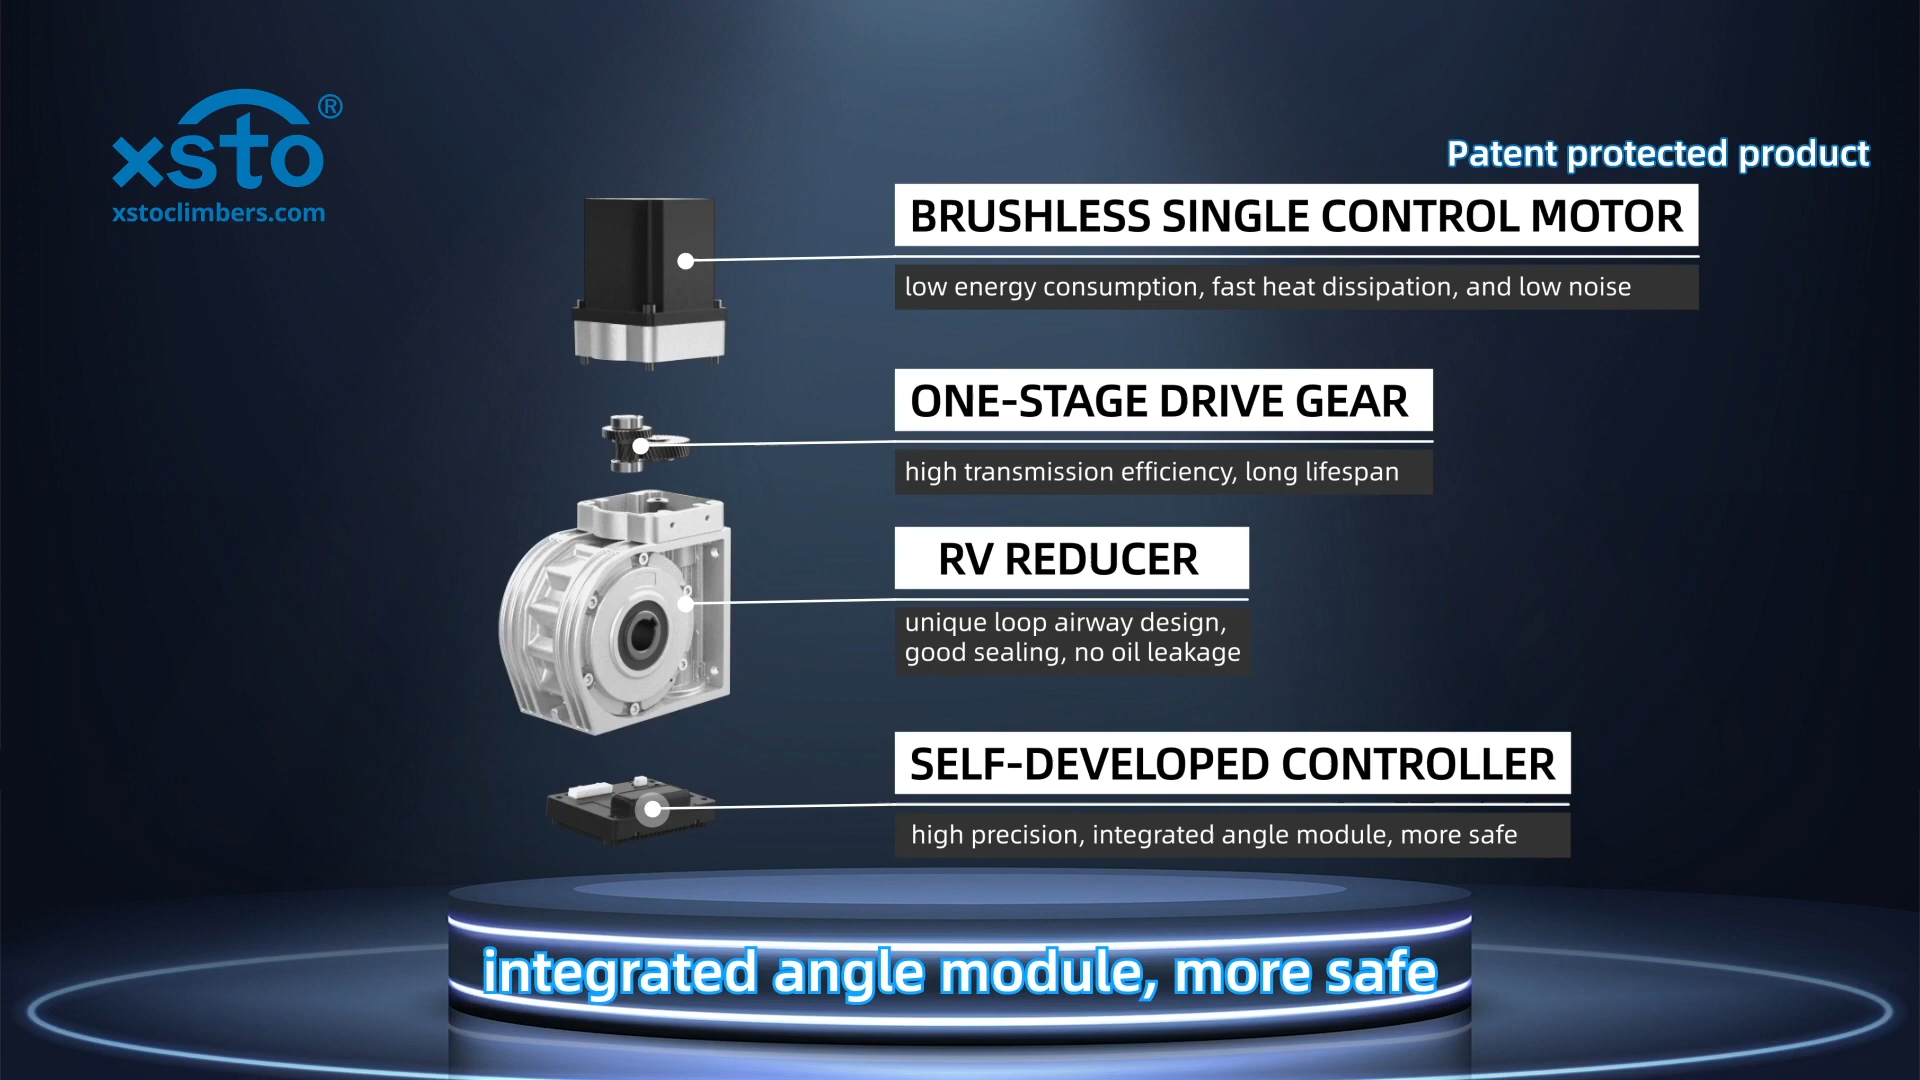 xsto®
xstoclimbers.com
Patent protected product
BRUSHLESS SINGLE CONTROL MOTOR
low energy consumption, fast heat dissipation, and low noise
ONE-STAGE DRIVE GEAR
high transmission efficiency, long lifespan
RV REDUCER
unique loop airway design,
good sealing, no oil leakage
SELF-DEVELOPED CONTROLLER
high precision, integrated angle module, more safe
integrated angle module, more safe